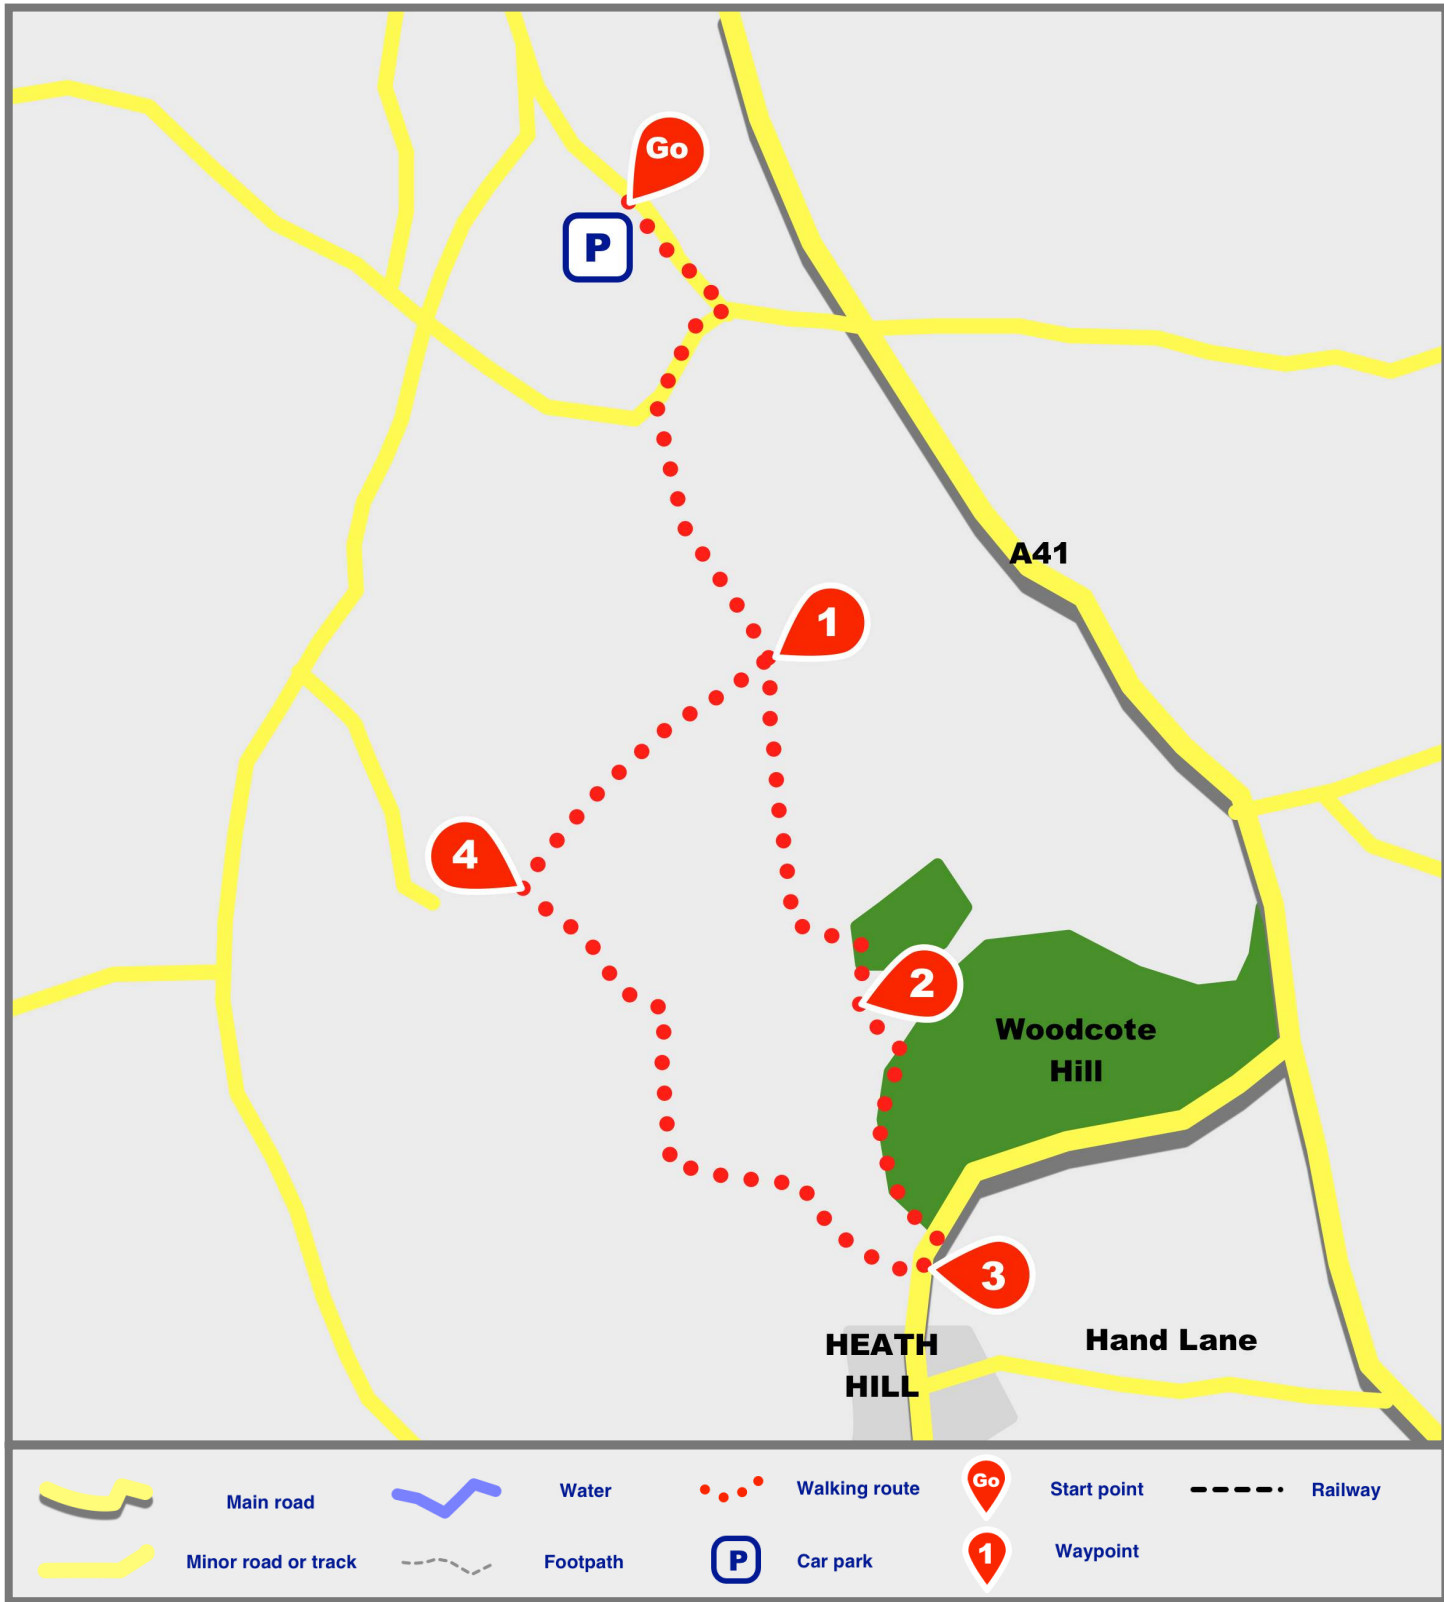 Go
P
A41
1
4
2
Woodcote
Hill
3
HEATH
HILL
Hand Lane
Main road
Water
Walking route
Go
Start point
Railway
Minor road or track
Footpath
P
Car park
1
Waypoint